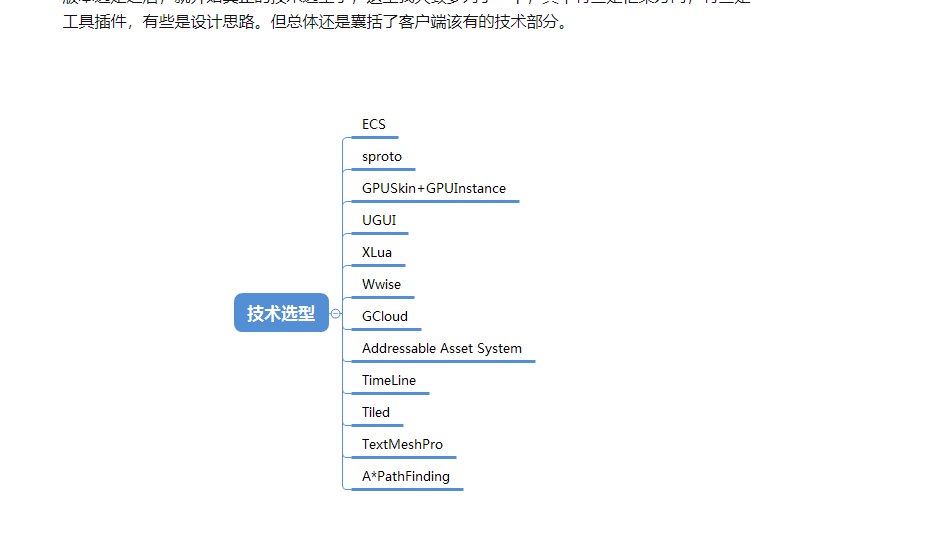 工具插件，有些是设计思路。但总体还是囊括了客户端该有的技术部分。
ECS
sproto
GPUSkin+GPUInstance
UGUI
XLua
Wwise
技术选型
GCloud
Addressable Asset System
TimeLine
Tiled
TextMeshPro
A*PathFinding